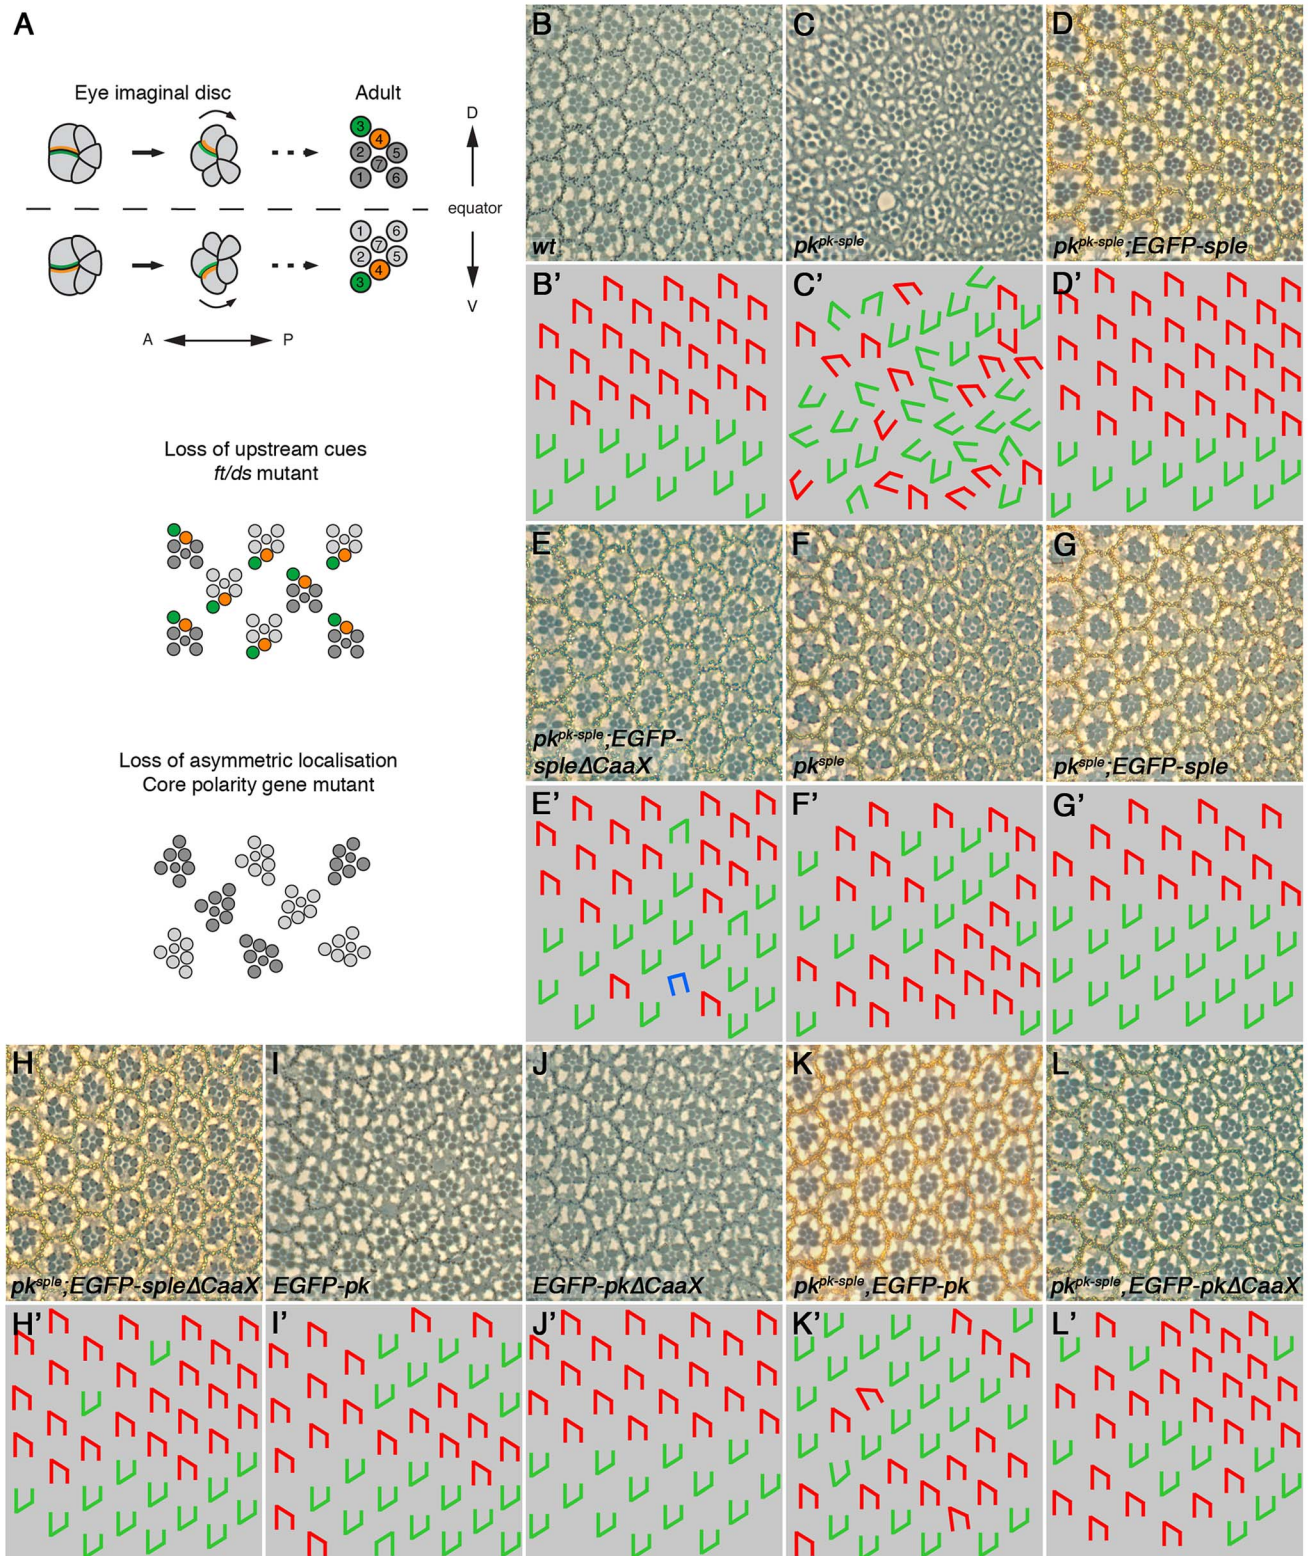 A
Eye imaginal disc
Adult
3
4
2
5
7
1
6
D
equator
1
6
7
2
5
4
3
V
A
P
Loss of upstream cues
ft/ds mutant
Loss of asymmetric localisation
Core polarity gene mutant
B
wt
C
pkpk-sple
D
pkpk-sple;EGFP-sple
B’
C’
D’
E
pkpk-sple;EGFP-
spleΔCaaX
F
pksple
G
pksple;EGFP-sple
E’
F’
G’
H
pksple;EGFP-spleΔCaaX
I
EGFP-pk
J
EGFP-pkΔCaaX
K
pkpk-sple,EGFP-pk
L
pkpk-sple,EGFP-pkΔCaaX
H’
I’
J’
K’
L’